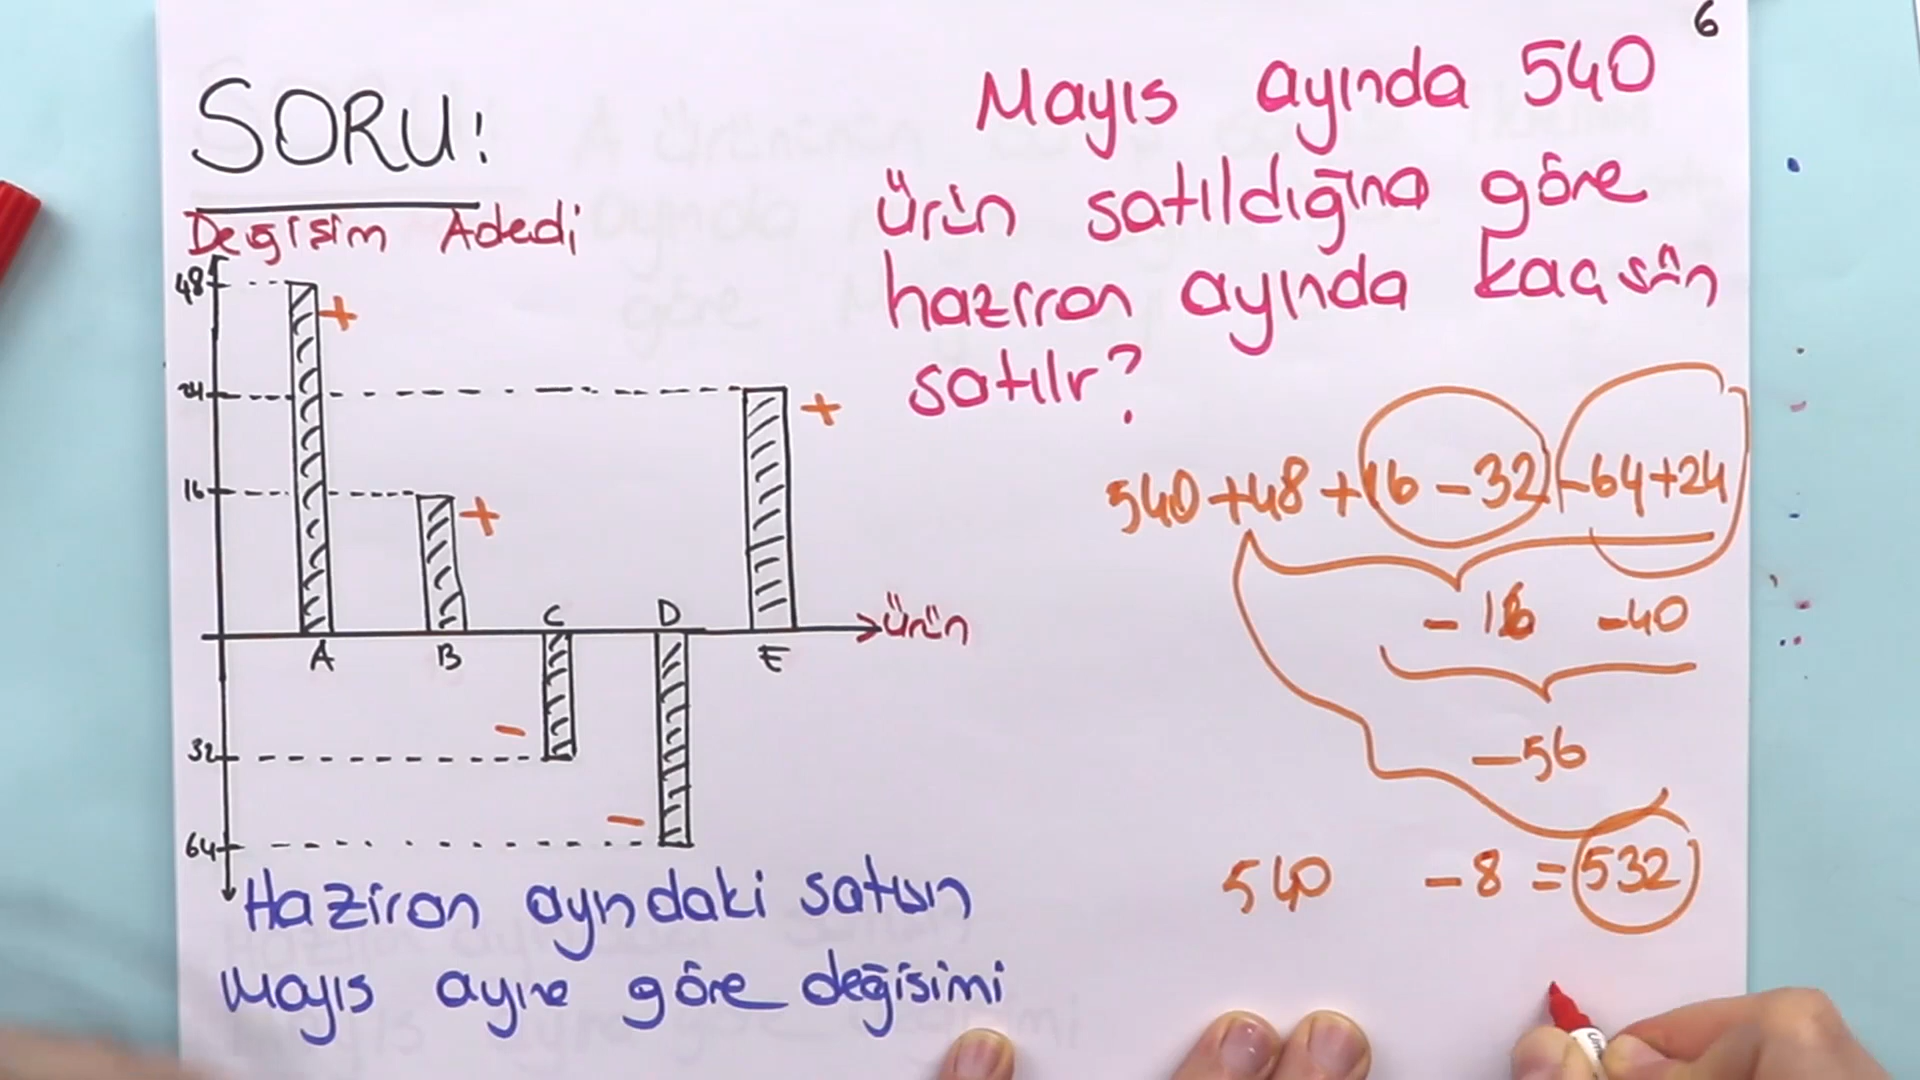 6
SORU!
Değişim Adedi
48
24
16
32
64
+
+
-
-
+
A
B
C
D
E
Ürün
Haziran ayındaki satışın
Mayıs ayına göre değişimi
Mayıs ayında 540
ürün satıldığına göre
haziran ayında kaç ürün
satılır?
540+48+16-32-64+24
-16 -40
-56
540 -8 = 532